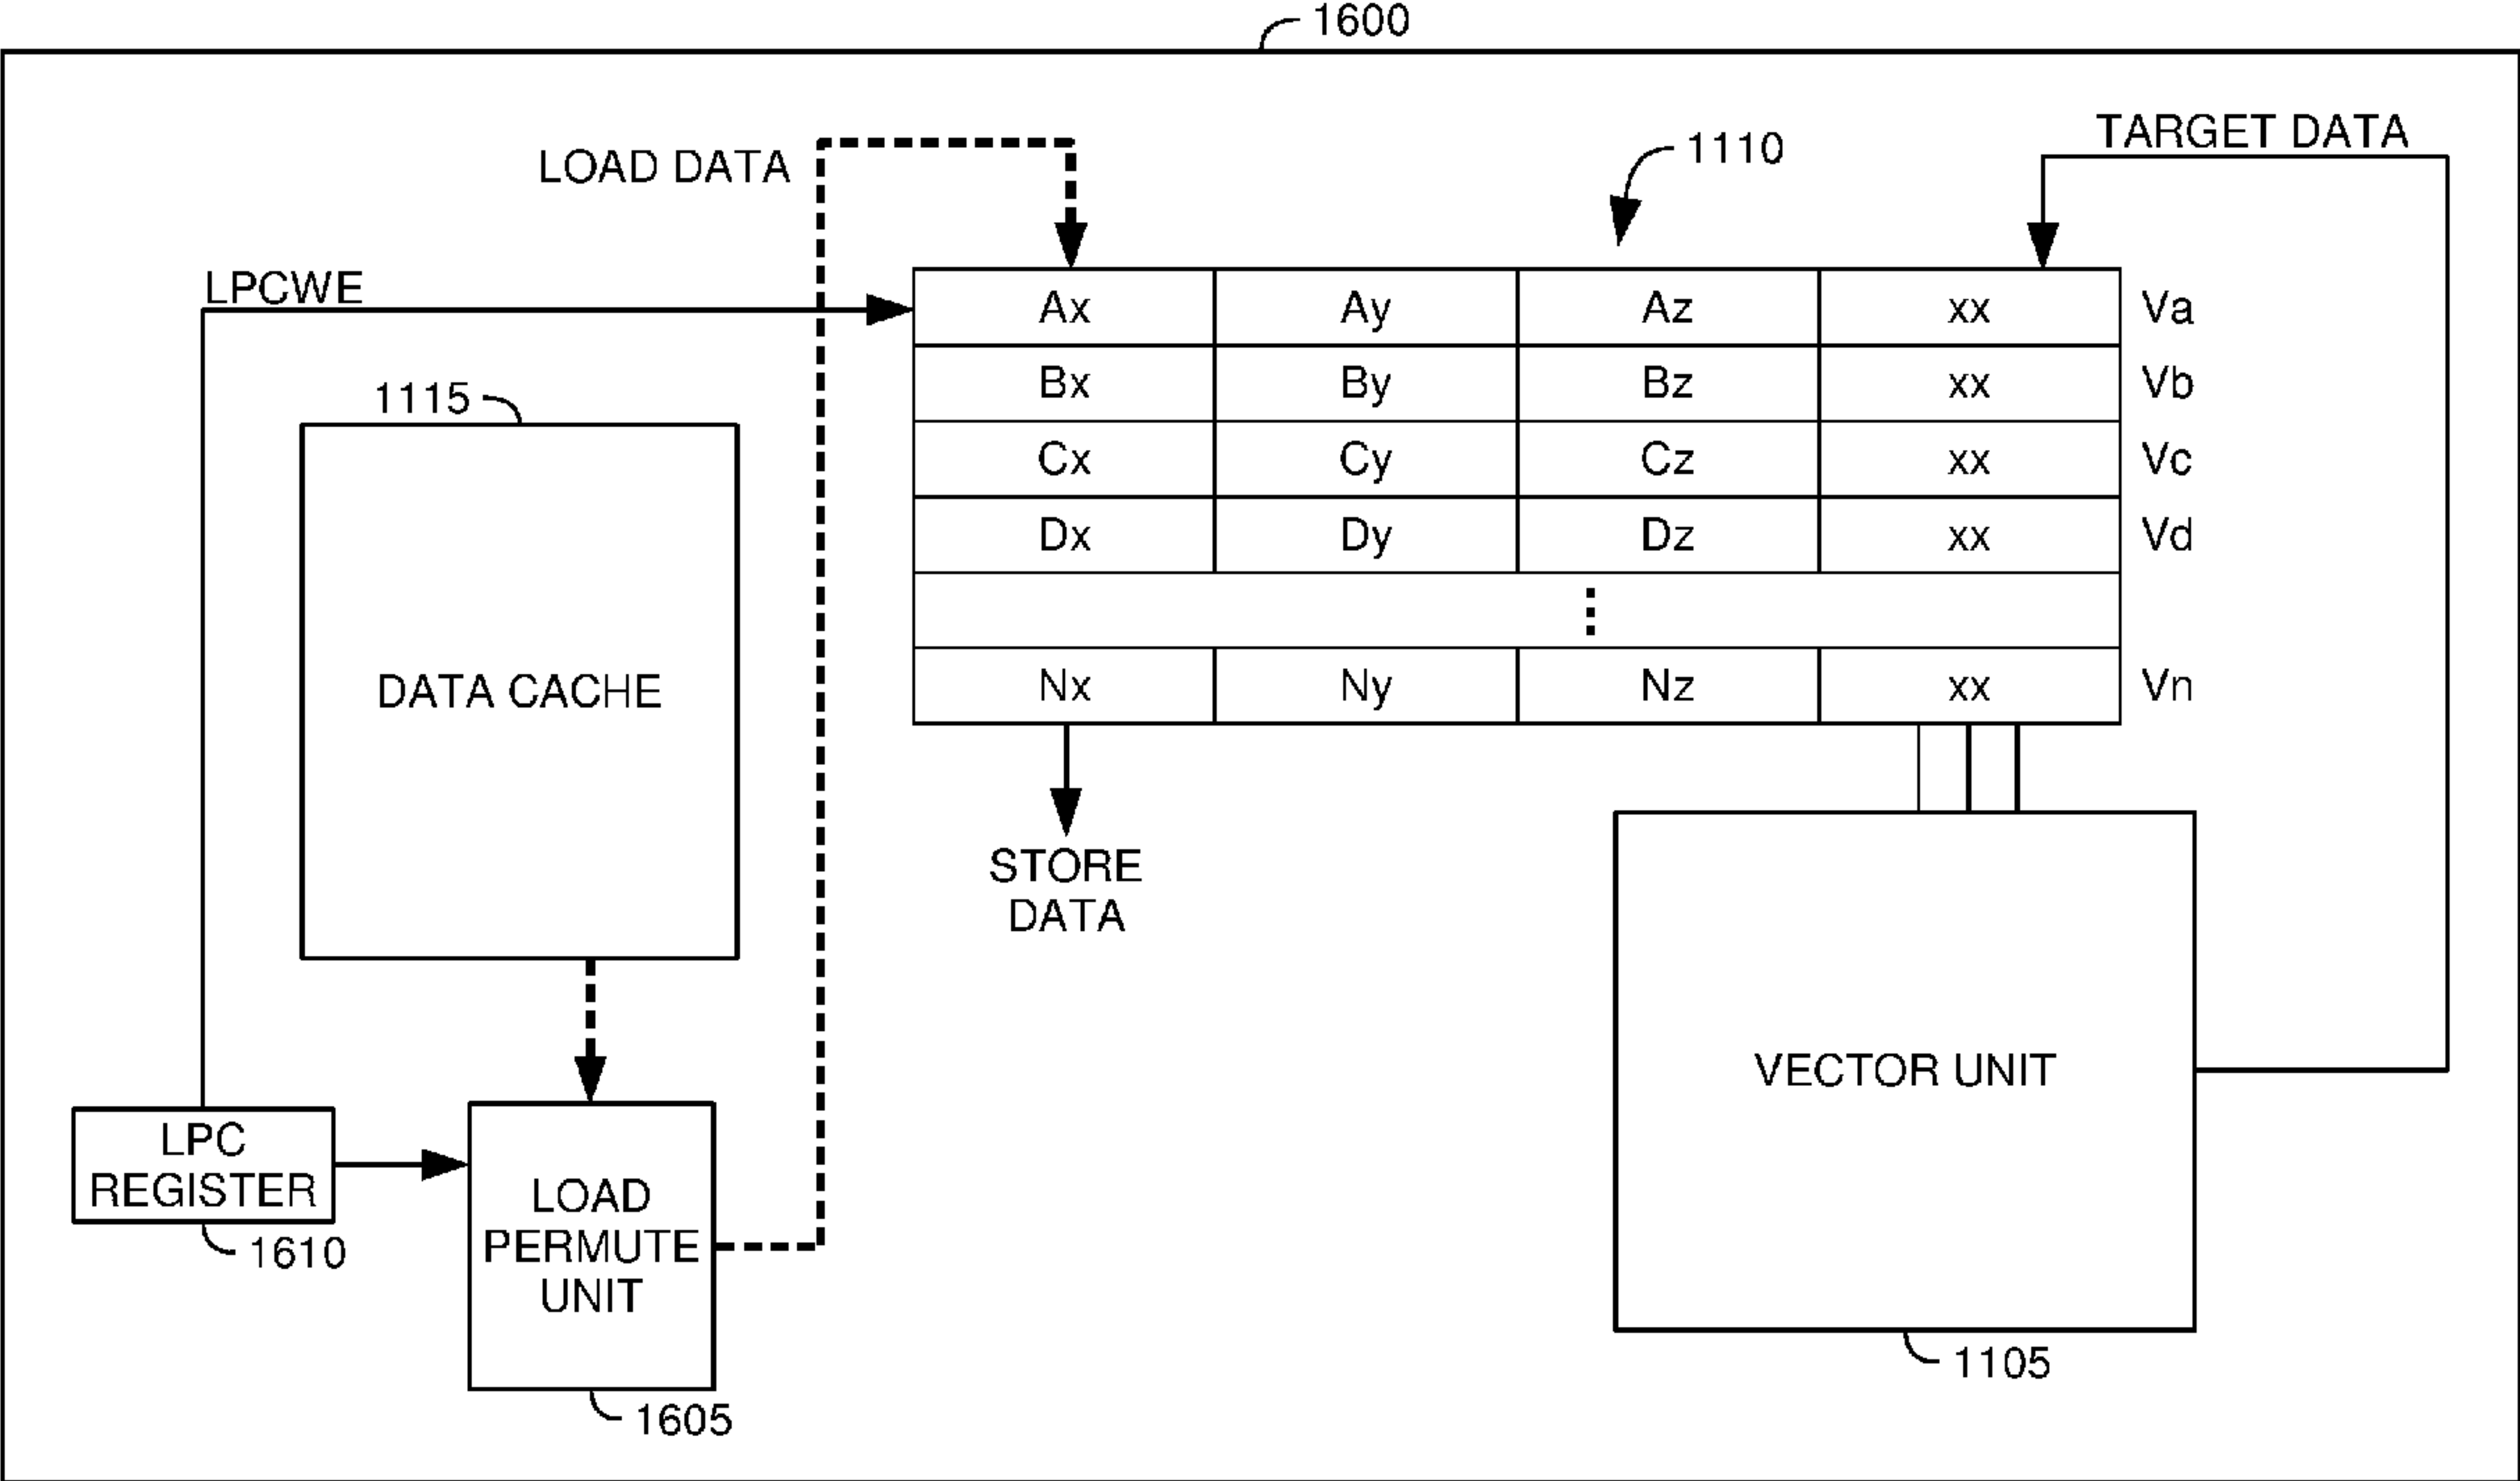 1600
TARGET DATA
LOAD DATA
1110
LPCWE
Ax Ay Az xx Va
Bx By Bz xx Vb
Cx Cy Cz xx Vc
Dx Dy Dz xx Vd
⋮
Nx Ny Nz xx Vn
1115
DATA CACHE
STORE
DATA
VECTOR UNIT
1105
LPC
REGISTER
1610
LOAD
PERMUTE
UNIT
1605